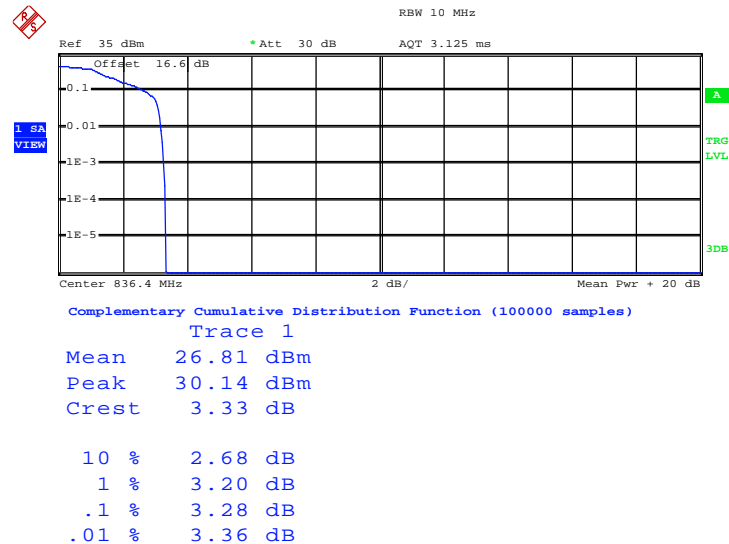 R
S
RBW 10 MHz
Ref 35 dBm *Att 30 dB AQT 3.125 ms
Offset 16.6 dB
0.1
A
0.01
1 SA
VIEW
TRG
LVL
1E-3
1E-4
1E-5
3DB
Center 836.4 MHz 2 dB/ Mean Pwr + 20 dB
Complementary Cumulative Distribution Function (100000 samples)
Trace 1
Mean 26.81 dBm
Peak 30.14 dBm
Crest 3.33 dB
10 % 2.68 dB
1 % 3.20 dB
.1 % 3.28 dB
.01 % 3.36 dB